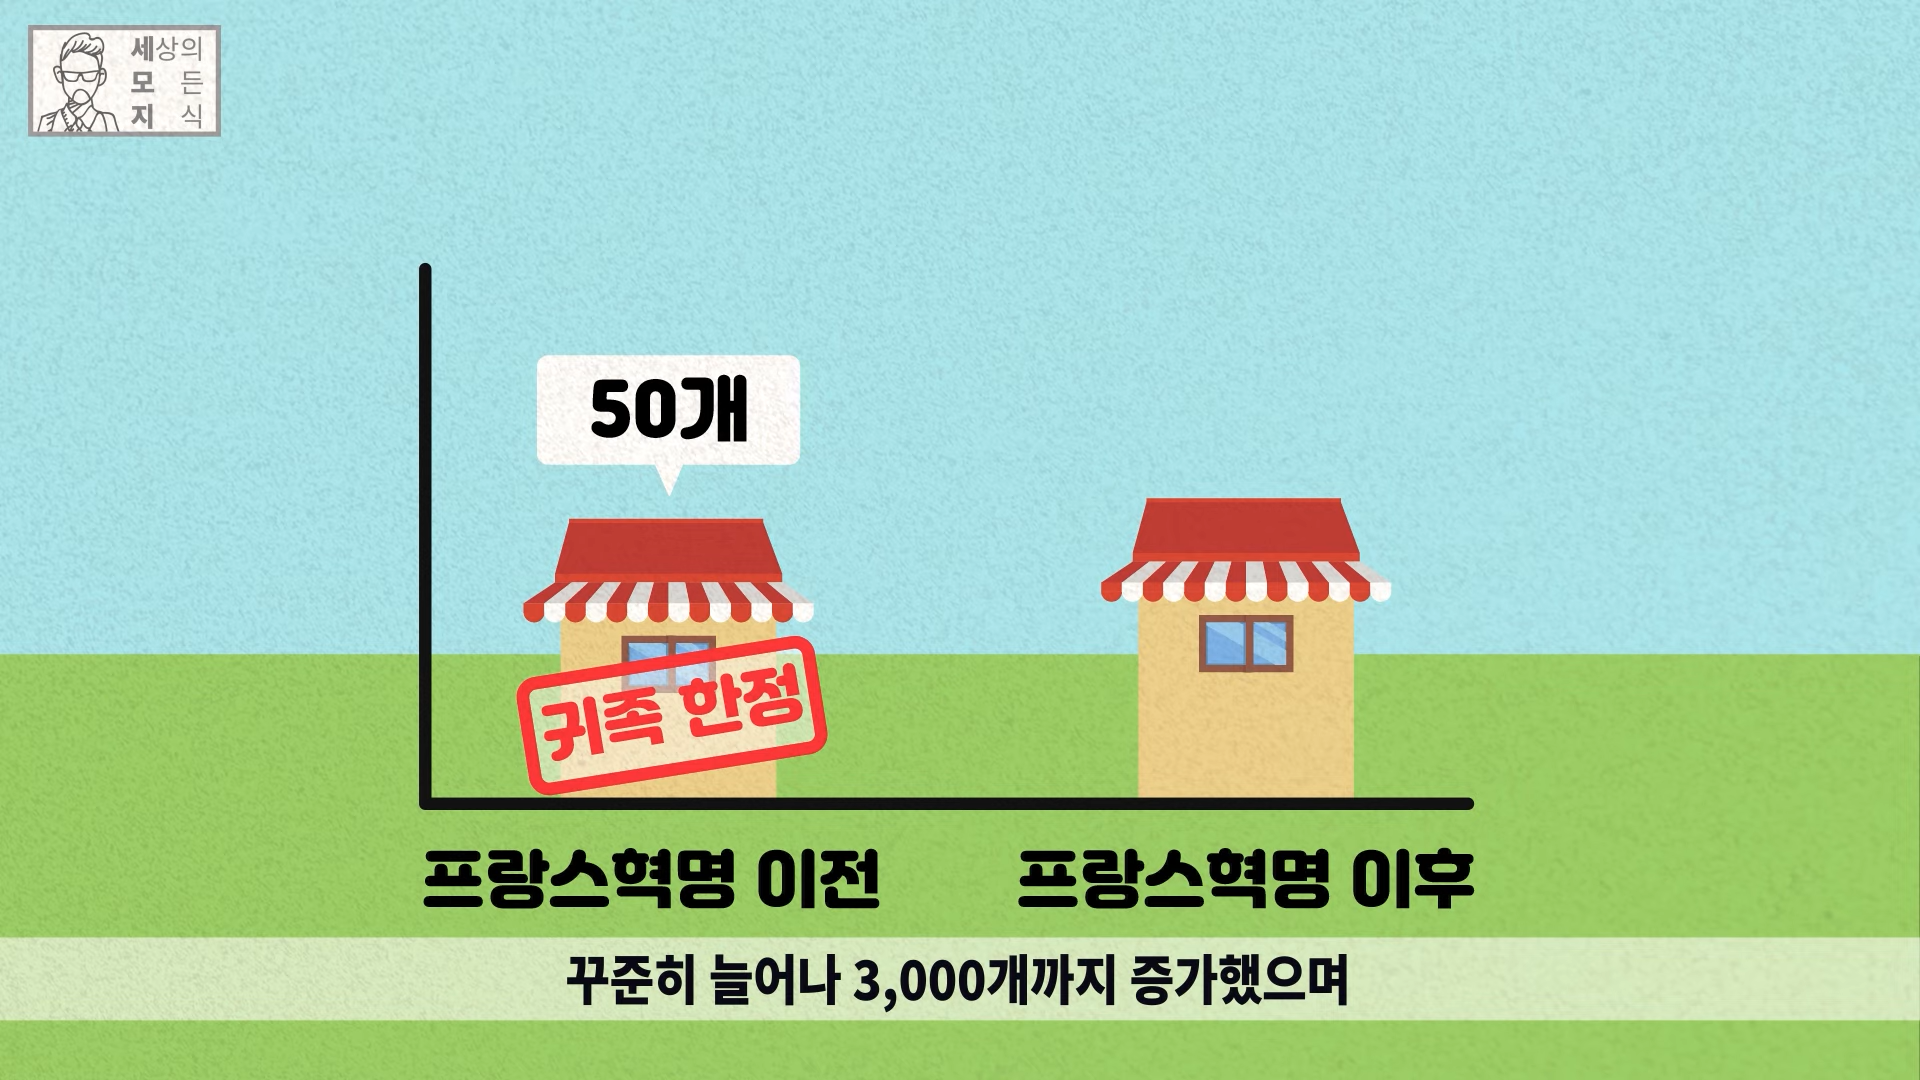 세상의
모든
지식
50개
귀족 한정
프랑스혁명 이전
프랑스혁명 이후
꾸준히 늘어나 3,000개까지 증가했으며